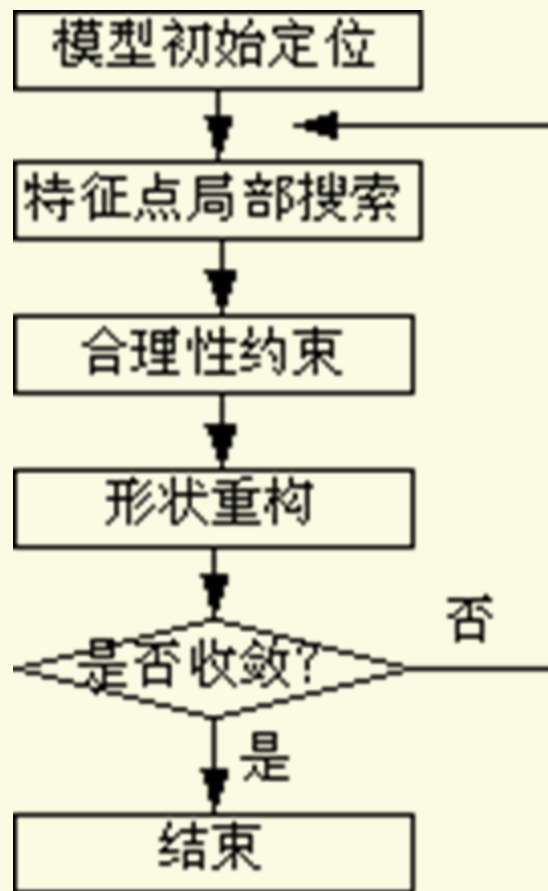 模型初始定位
特征点局部搜索
合理性约束
形状重构
否
是否收敛?
是
结束